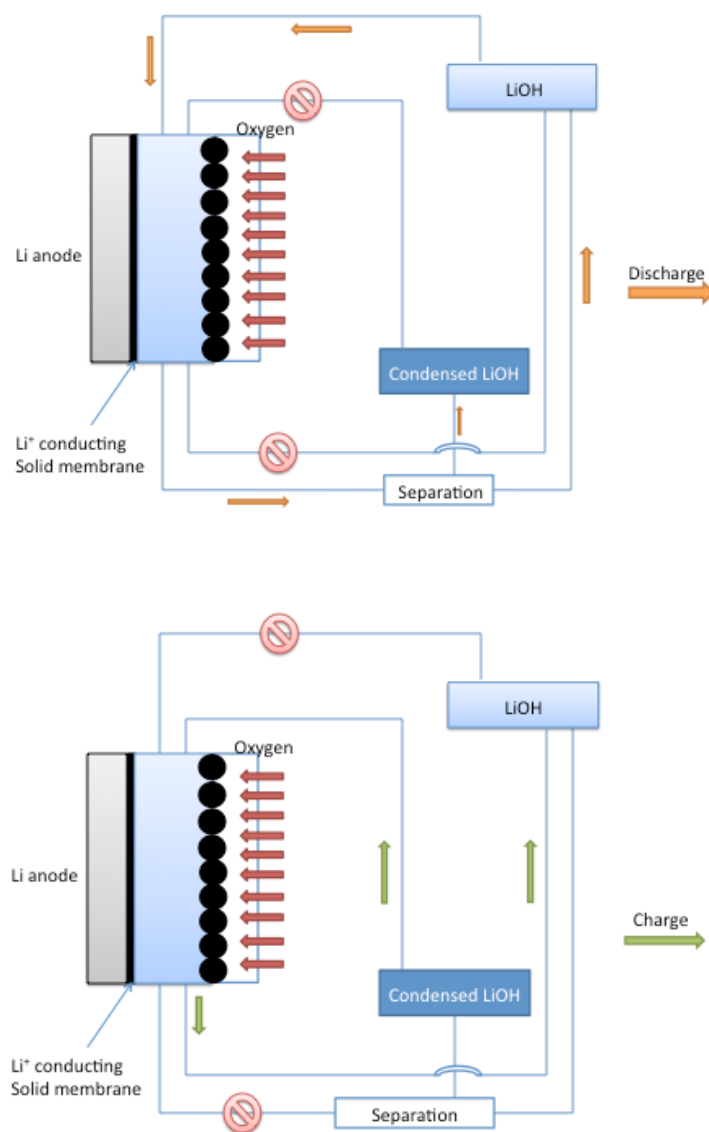 LiOH
Oxygen
Li anode
Discharge
Condensed LiOH
Li⁺ conducting
Solid membrane
Separation
LiOH
Oxygen
Li anode
Charge
Condensed LiOH
Li⁺ conducting
Solid membrane
Separation